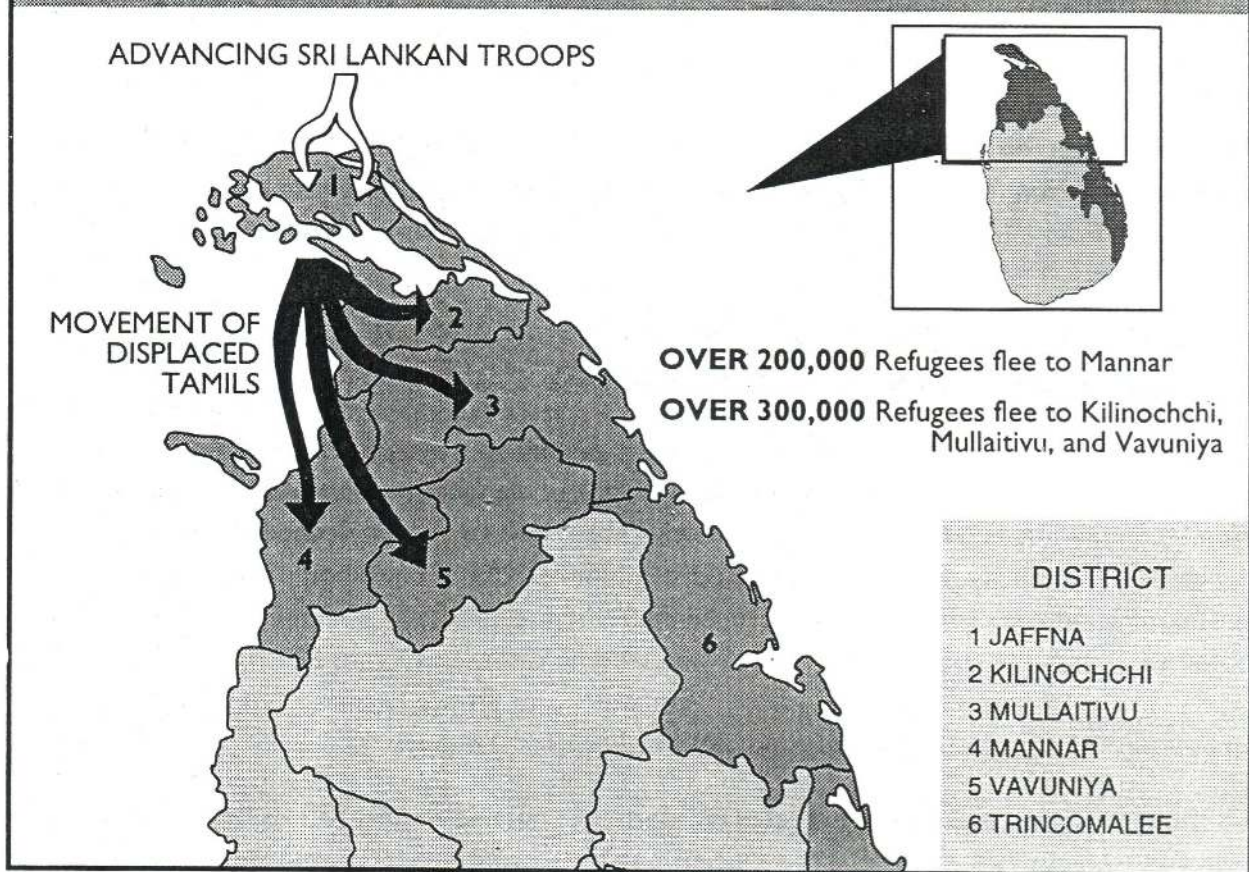 ADVANCING SRI LANKAN TROOPS
1
MOVEMENT OF
DISPLACED
TAMILS
2
3
4
5
6
OVER 200,000 Refugees flee to Mannar
OVER 300,000 Refugees flee to Kilinochchi,
Mullaitivu, and Vavuniya
DISTRICT
1 JAFFNA
2 KILINOCHCHI
3 MULLAITIVU
4 MANNAR
5 VAVUNIYA
6 TRINCOMALEE